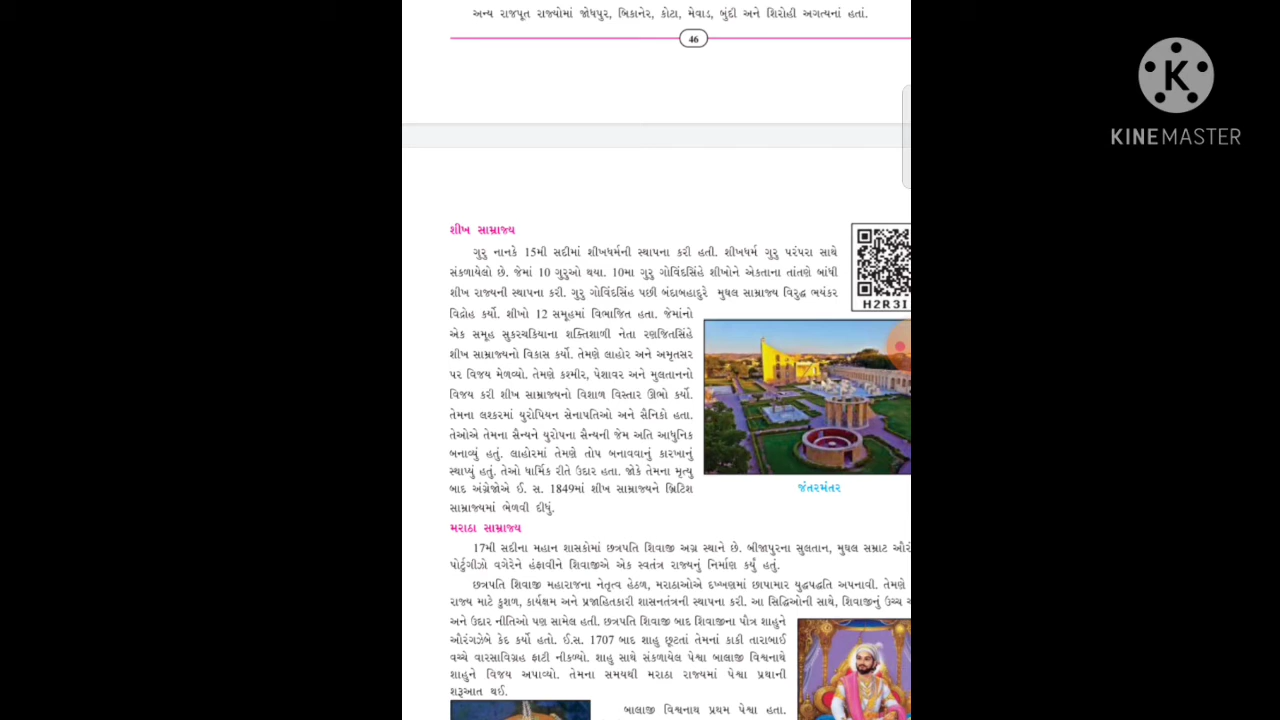 અન્ય રાજપૂત રાજ્યોમાં જોધપુર, બિકાનેર, કોટા, મેવાડ, બુંદી અને શિરોહી અગત્યનાં હતાં.
46
KINEMASTER
શીખ સામ્રાજ્ય
ગુરુ નાનકે 15મી સદીમાં શીખધર્મની સ્થાપના કરી હતી. શીખધર્મ ગુરુ પરંપરા સાથે
સંકળાયેલો છે. જેમાં 10 ગુરુઓ થયા. 10મા ગુરુ ગોવિંદસિંહે શીખોને એકતાના તાંતણે બાંધી
શીખ રાજ્યની સ્થાપના કરી. ગુરુ ગોવિંદસિંહ પછી બંદાબહાદુરે મુઘલ સામ્રાજ્ય વિરુદ્ધ ભયંકર
H2R3I
વિદ્રોહ કર્યો. શીખો 12 સમૂહમાં વિભાજિત હતા. જેમાંનો
એક સમૂહ સુકરચકિયાના શક્તિશાળી નેતા રણજિતસિંહે
શીખ સામ્રાજ્યનો વિકાસ કર્યો. તેમણે લાહોર અને અમૃતસર
પર વિજય મેળવ્યો. તેમણે કશ્મીર, પેશાવર અને મુલતાનનો
વિજય કરી શીખ સામ્રાજ્યનો વિશાળ વિસ્તાર ઊભો કર્યો.
તેમના લશ્કરમાં યુરોપિયન સેનાપતિઓ અને સૈનિકો હતા.
તેઓએ તેમના સૈન્યને યુરોપના સૈન્યની જેમ અતિ આધુનિક
બનાવ્યું હતું. લાહોરમાં તેમણે તોપ બનાવવાનું કારખાનું
સ્થાપ્યું હતું. તેઓ ધાર્મિક રીતે ઉદાર હતા. જોકે તેમના મૃત્યુ
બાદ અંગ્રેજોએ ઈ. સ. 1849માં શીખ સામ્રાજ્યને બ્રિટિશ
સામ્રાજ્યમાં ભેળવી દીધું.
જંતરમંતર
મરાઠા સામ્રાજ્ય
17મી સદીના મહાન શાસકોમાં છત્રપતિ શિવાજી અગ્ર સ્થાને છે. બીજાપુરના સુલતાન, મુઘલ સમ્રાટ
પોર્ટુગીઝો વગેરેને હંફાવીને શિવાજીએ એક સ્વતંત્ર રાજ્યનું નિર્માણ કર્યું હતું.
છત્રપતિ શિવાજી મહારાજના નેતૃત્વ હેઠળ, મરાઠાઓએ દખ્ખણમાં છાપામાર યુદ્ધપદ્ધતિ અપનાવી. તેમણે
રાજ્ય માટે કુશળ, કાર્યક્ષમ અને પ્રજાહિતકારી શાસનતંત્રની સ્થાપના કરી. આ સિદ્ધિઓની સાથે, શિવાજીનું ઉચ્ચ
અને ઉદાર નીતિઓ પણ સામેલ હતી. છત્રપતિ શિવાજી બાદ શિવાજીના પૌત્ર શાહુને
ઔરંગઝેબે કેદ કર્યો હતો. ઈ.સ. 1707 બાદ શાહુ છૂટતાં તેમનાં કાકી તારાબાઈ
વચ્ચે વારસાવિગ્રહ ફાટી નીકળ્યો. શાહુ સાથે સંકળાયેલ પેશ્વા બાલાજી વિશ્વનાથે
શાહુને વિજય અપાવ્યો. તેમના સમયથી મરાઠા રાજ્યમાં પેશ્વા પ્રથાની
શરૂઆત થઈ.
બાલાજી વિશ્વનાથ પ્રથમ પેશ્વા હતા.